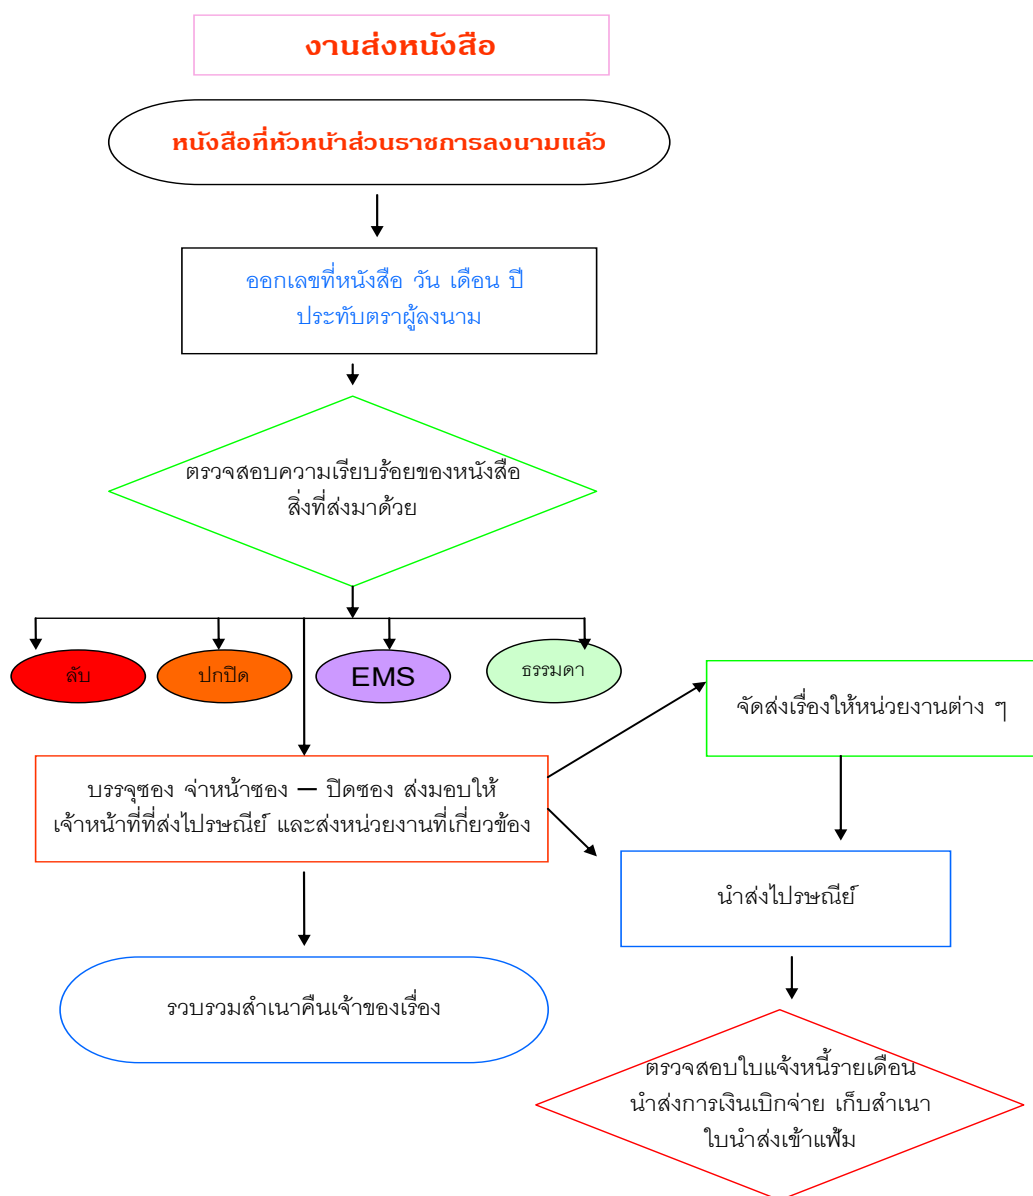 งานส่งหนังสือ
หนังสือที่หัวหน้าส่วนราชการลงนามแล้ว
ออกเลขที่หนังสือ วัน เดือน ปี
ประทับตราผู้ลงนาม
ตรวจสอบความเรียบร้อยของหนังสือ
สิ่งที่ส่งมาด้วย
ลับ
ปกปิด
EMS
ธรรมดา
จัดส่งเรื่องให้หน่วยงานต่าง ๆ
บรรจุซอง จ่าหน้าซอง – ปิดซอง ส่งมอบให้
เจ้าหน้าที่ที่ส่งไปรษณีย์ และส่งหน่วยงานที่เกี่ยวข้อง
นำส่งไปรษณีย์
รวบรวมสำเนาคืนเจ้าของเรื่อง
ตรวจสอบใบแจ้งหนี้รายเดือน
นำส่งการเงินเบิกจ่าย เก็บสำเนา
ใบนำส่งเข้าแฟ้ม